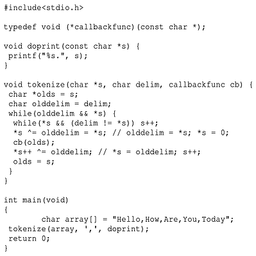 #include<stdio.h>
typedef void (*callbackfunc)(const char *);
void doprint(const char *s) {
printf("%s.", s);
}
void tokenize(char *s, char delim, callbackfunc cb) {
char *olds = s;
char olddelim = delim;
while(olddelim && *s) {
while(*s && (delim != *s)) s++;
*s ^= olddelim = *s; // olddelim = *s; *s = 0;
cb(olds);
*s++ ^= olddelim; // *s = olddelim; s++;
olds = s;
}
}
int main(void)
{
char array[] = "Hello,How,Are,You,Today";
tokenize(array, ',', doprint);
return 0;
}